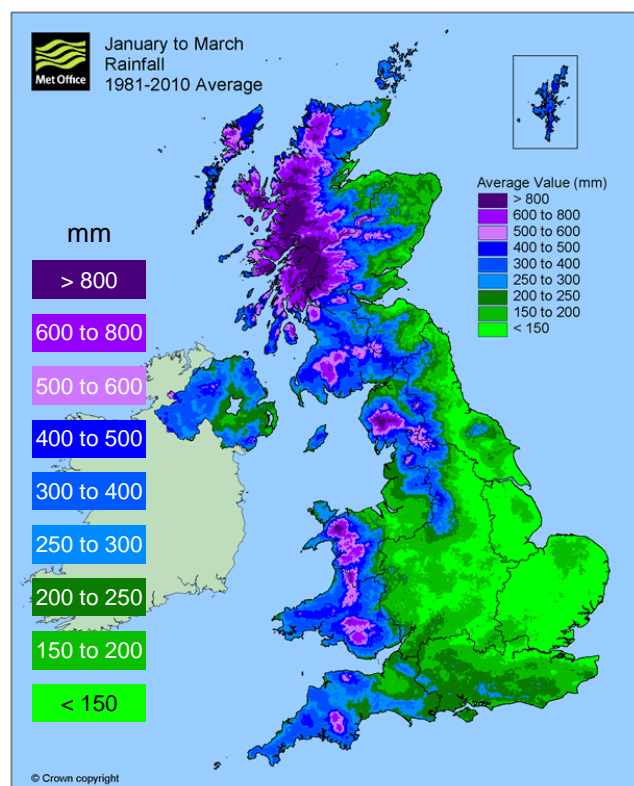 Met Office
January to March
Rainfall
1981-2010 Average
mm
> 800
600 to 800
500 to 600
400 to 500
300 to 400
250 to 300
200 to 250
150 to 200
< 150
Average Value (mm)
> 800
600 to 800
500 to 600
400 to 500
300 to 400
250 to 300
200 to 250
150 to 200
< 150
© Crown copyright